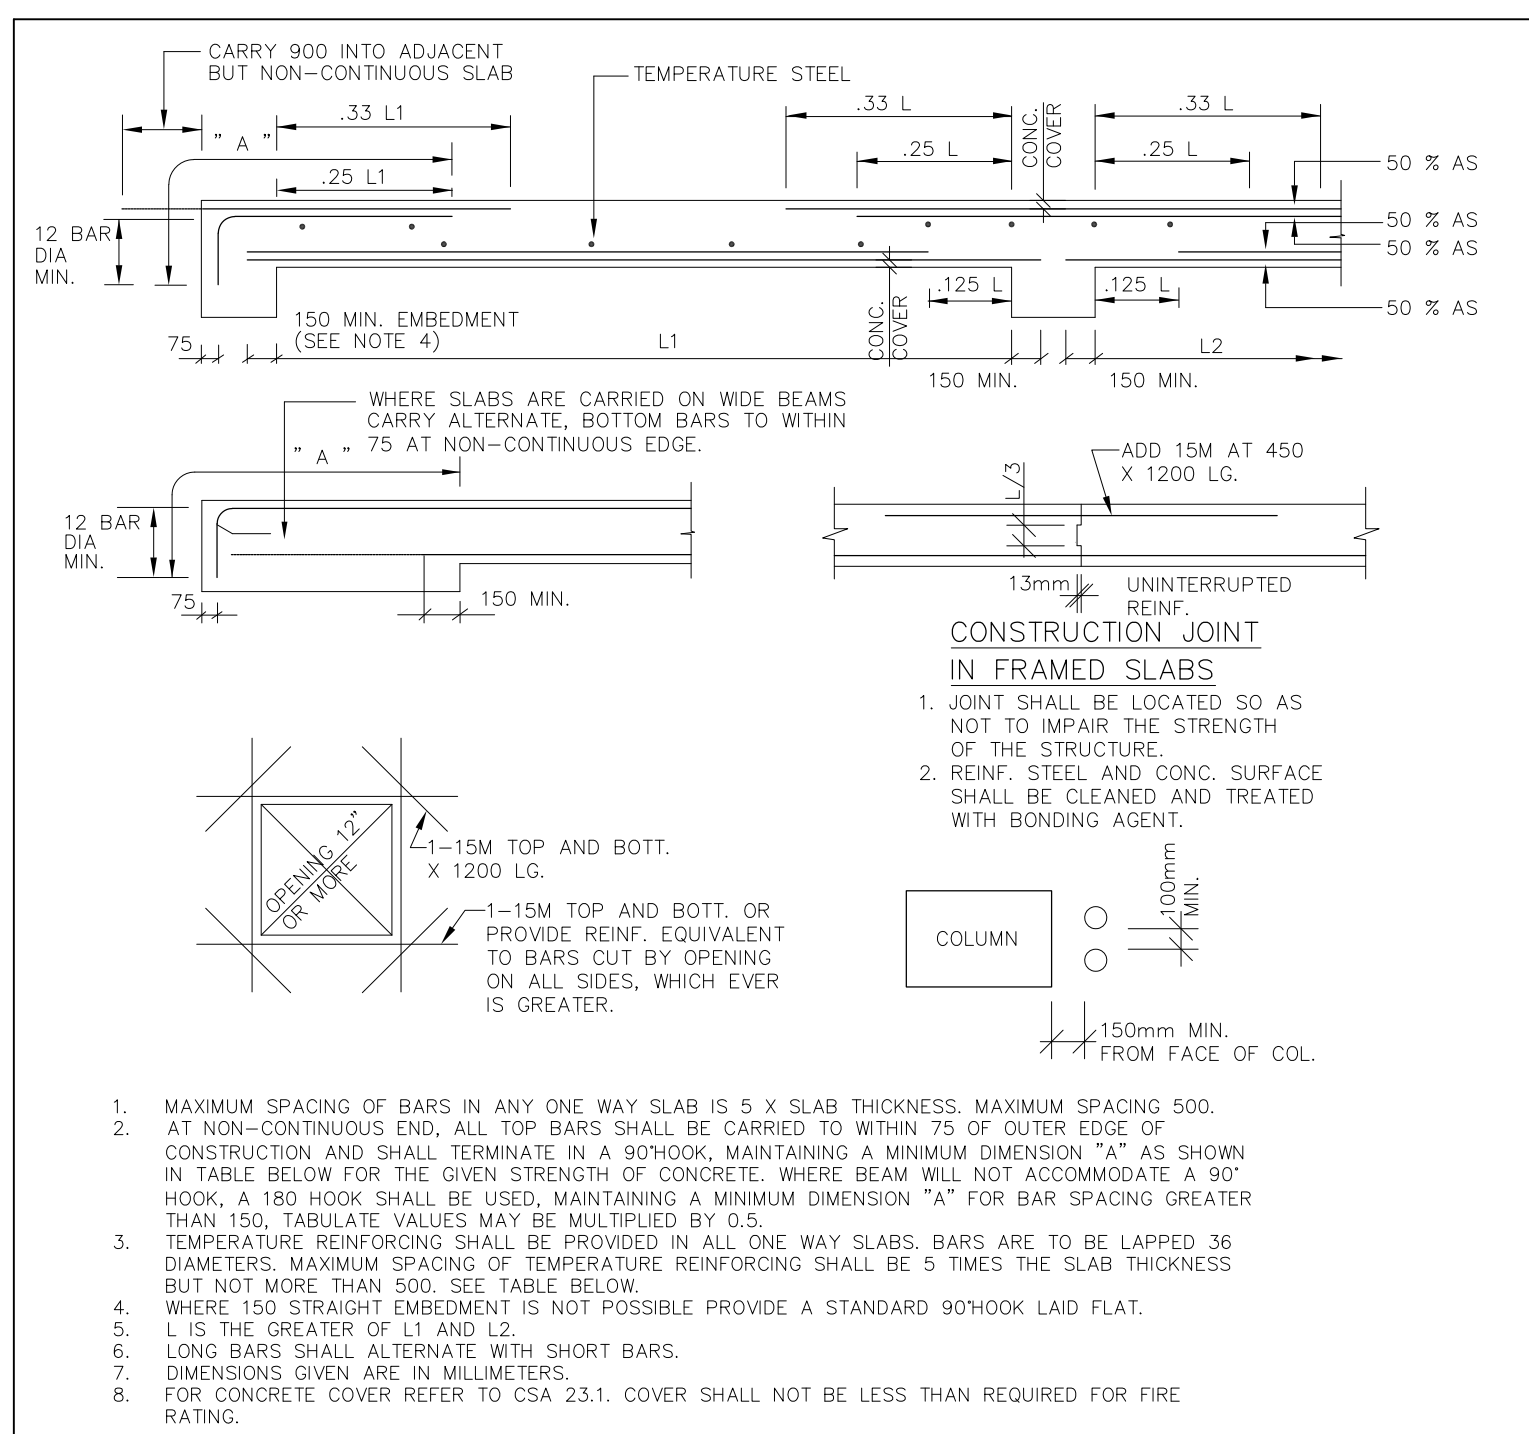 CARRY 900 INTO ADJACENT
BUT NON-CONTINUOUS SLAB
TEMPERATURE STEEL
.33 L1
.33 L
CONC.
COVER
.33 L
" A "
.25 L1
.25 L
.25 L
50 % AS
50 % AS
50 % AS
50 % AS
12 BAR
DIA
MIN.
.125 L
.125 L
150 MIN. EMBEDMENT
(SEE NOTE 4)
75
L1
CONC.
COVER
L2
150 MIN.
150 MIN.
WHERE SLABS ARE CARRIED ON WIDE BEAMS
CARRY ALTERNATE, BOTTOM BARS TO WITHIN
75 AT NON-CONTINUOUS EDGE.
" A "
12 BAR
DIA
MIN.
75
150 MIN.
L/3
ADD 15M AT 450
X 1200 LG.
13mm
UNINTERRUPTED
REINF.
CONSTRUCTION JOINT
IN FRAMED SLABS
1. JOINT SHALL BE LOCATED SO AS
NOT TO IMPAIR THE STRENGTH
OF THE STRUCTURE.
2. REINF. STEEL AND CONC. SURFACE
SHALL BE CLEANED AND TREATED
WITH BONDING AGENT.
OPENING 12"
OR MORE
1-15M TOP AND BOTT.
X 1200 LG.
1-15M TOP AND BOTT. OR
PROVIDE REINF. EQUIVALENT
TO BARS CUT BY OPENING
ON ALL SIDES, WHICH EVER
IS GREATER.
COLUMN
100mm
MIN.
150mm MIN.
FROM FACE OF COL.
1. MAXIMUM SPACING OF BARS IN ANY ONE WAY SLAB IS 5 X SLAB THICKNESS. MAXIMUM SPACING 500.
2. AT NON-CONTINUOUS END, ALL TOP BARS SHALL BE CARRIED TO WITHIN 75 OF OUTER EDGE OF
CONSTRUCTION AND SHALL TERMINATE IN A 90°HOOK, MAINTAINING A MINIMUM DIMENSION "A" AS SHOWN
IN TABLE BELOW FOR THE GIVEN STRENGTH OF CONCRETE. WHERE BEAM WILL NOT ACCOMMODATE A 90°
HOOK, A 180 HOOK SHALL BE USED, MAINTAINING A MINIMUM DIMENSION "A" FOR BAR SPACING GREATER
THAN 150, TABULATE VALUES MAY BE MULTIPLIED BY 0.5.
3. TEMPERATURE REINFORCING SHALL BE PROVIDED IN ALL ONE WAY SLABS. BARS ARE TO BE LAPPED 36
DIAMETERS. MAXIMUM SPACING OF TEMPERATURE REINFORCING SHALL BE 5 TIMES THE SLAB THICKNESS
BUT NOT MORE THAN 500. SEE TABLE BELOW.
4. WHERE 150 STRAIGHT EMBEDMENT IS NOT POSSIBLE PROVIDE A STANDARD 90°HOOK LAID FLAT.
5. L IS THE GREATER OF L1 AND L2.
6. LONG BARS SHALL ALTERNATE WITH SHORT BARS.
7. DIMENSIONS GIVEN ARE IN MILLIMETERS.
8. FOR CONCRETE COVER REFER TO CSA 23.1. COVER SHALL NOT BE LESS THAN REQUIRED FOR FIRE
RATING.